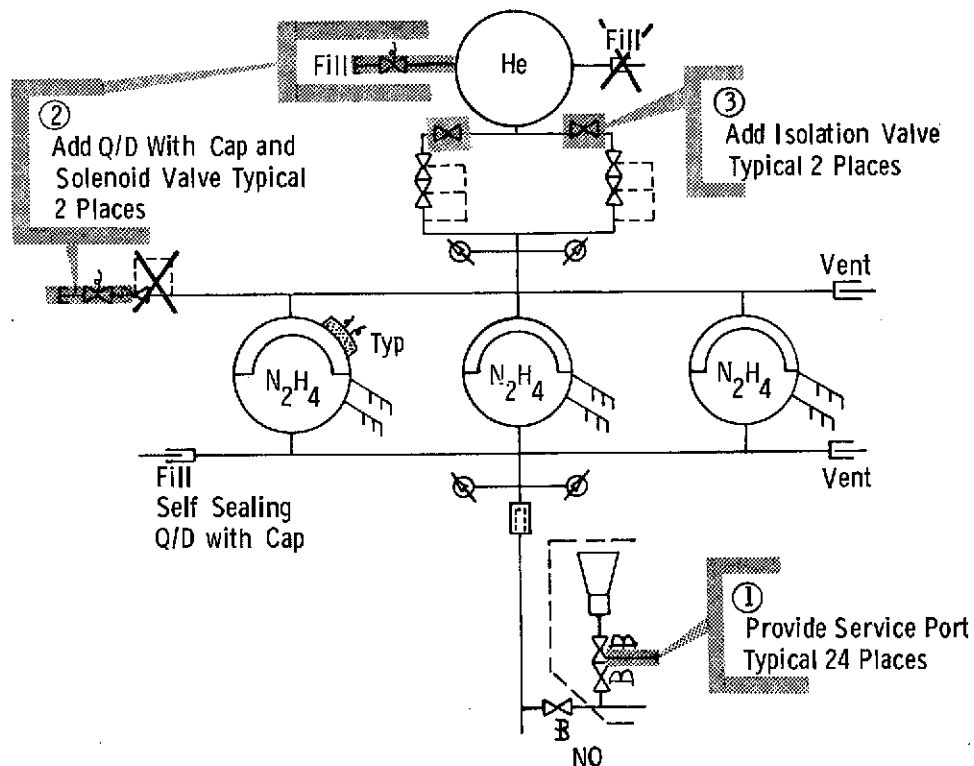 'Fill'
Fill
He
②
Add Q/D With Cap and
Solenoid Valve Typical
2 Places
③
Add Isolation Valve
Typical 2 Places
Vent
Typ
N₂H₄
N₂H₄
N₂H₄
Fill
Self Sealing
Q/D with Cap
Vent
①
Provide Service Port
Typical 24 Places
B
B
B
NO